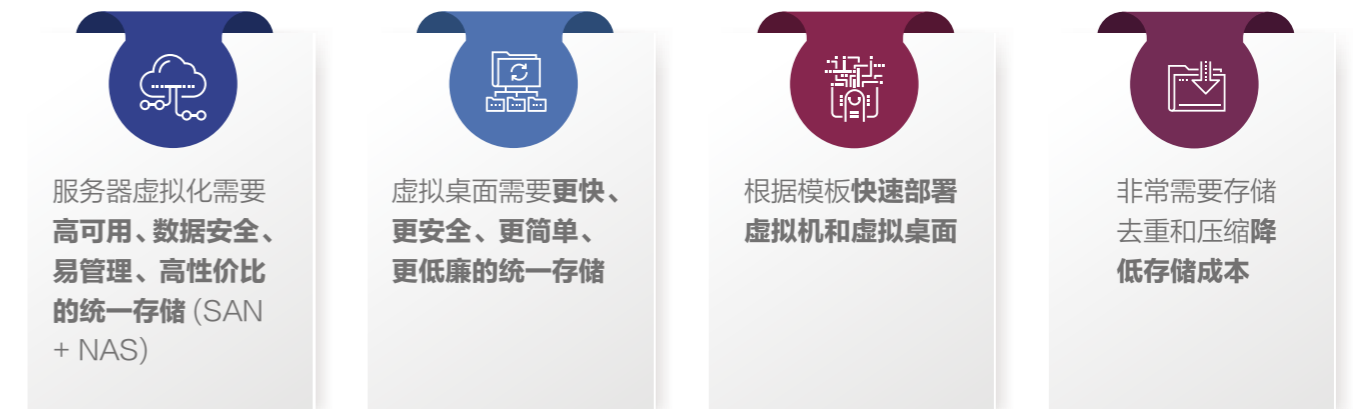 服务器虚拟化需要
高可用、数据安全、
易管理、高性价比
的统一存储 (SAN
+ NAS)
虚拟桌面需要更快、
更安全、更简单、
更低廉的统一存储
根据模板快速部署
虚拟机和虚拟桌面
非常需要存储
去重和压缩降
低存储成本